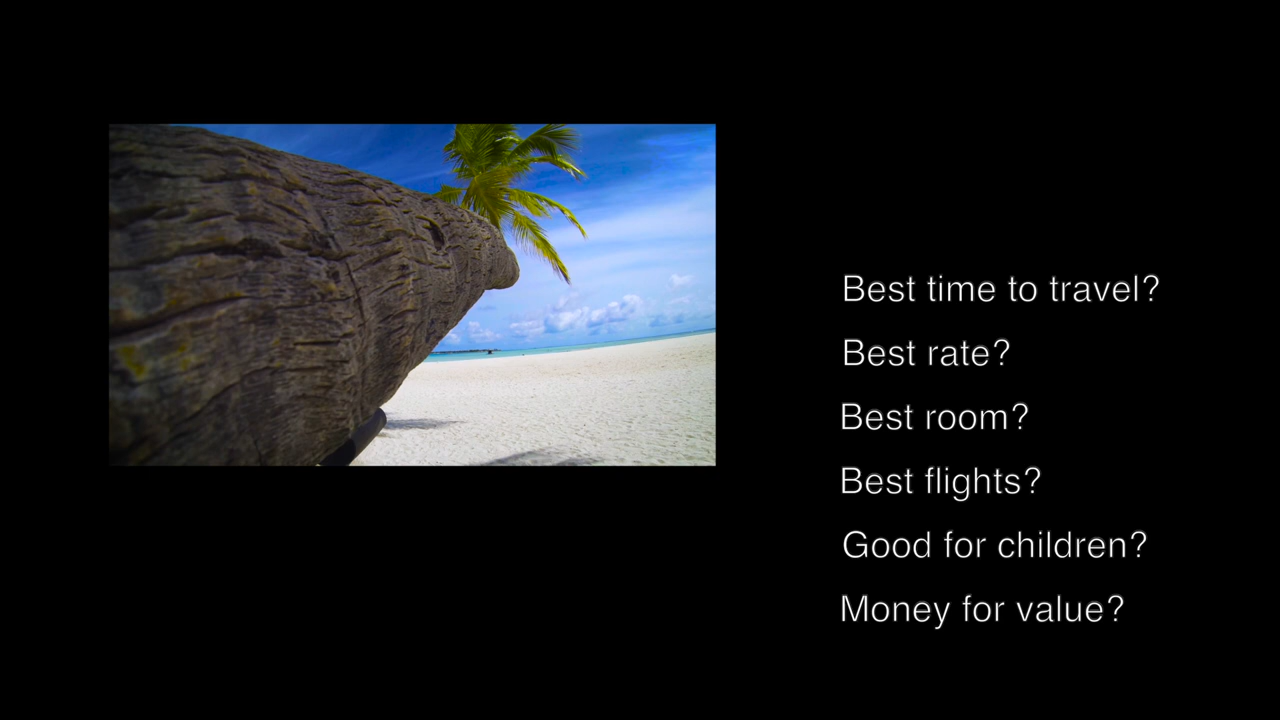 Best time to travel?
Best rate?
Best room?
Best flights?
Good for children?
Money for value?